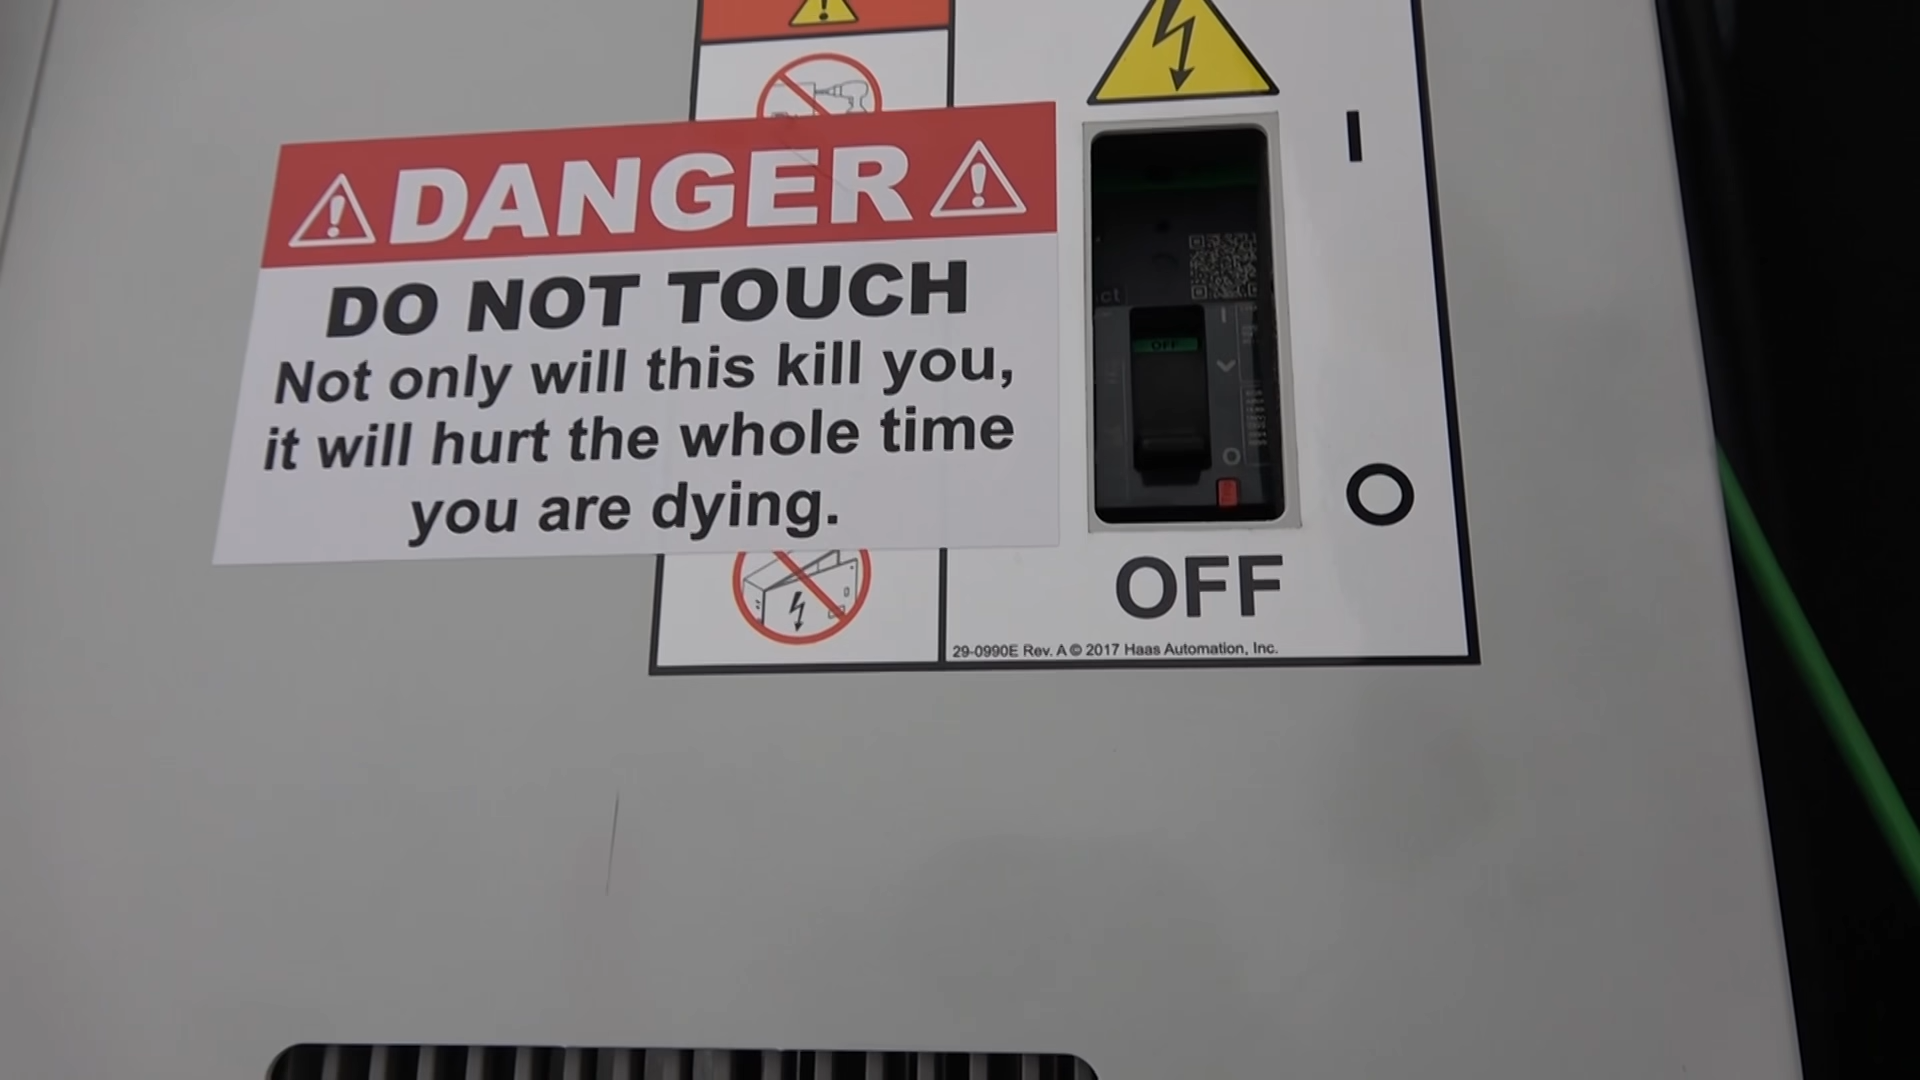 DANGER
DO NOT TOUCH
Not only will this kill you,
it will hurt the whole time
you are dying.
I
OFF
O
OFF
29-0990E Rev. A © 2017 Haas Automation, Inc.